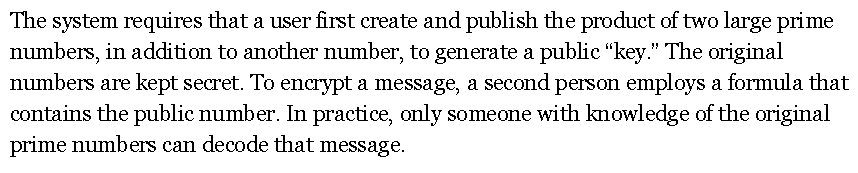 The system requires that a user first create and publish the product of two large prime
numbers, in addition to another number, to generate a public “key.” The original
numbers are kept secret. To encrypt a message, a second person employs a formula that
contains the public number. In practice, only someone with knowledge of the original
prime numbers can decode that message.